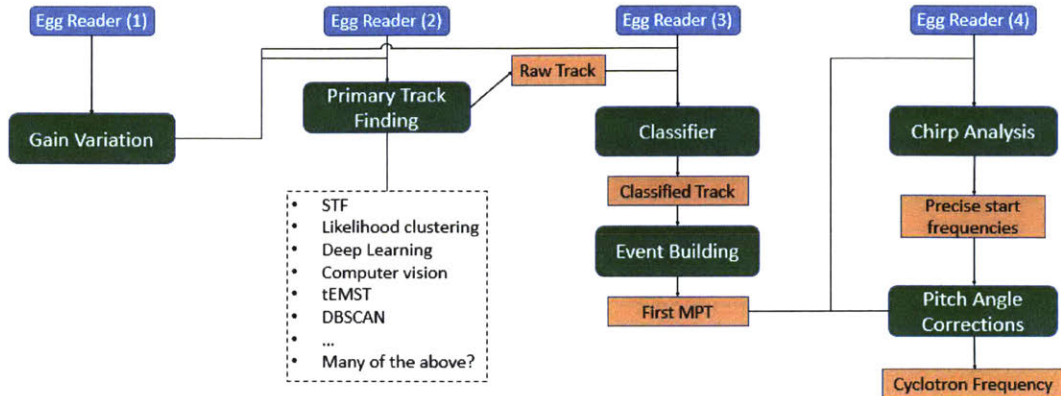 Egg Reader (1)
Egg Reader (2)
Egg Reader (3)
Egg Reader (4)
Raw Track
Gain Variation
Primary Track
Finding
Classifier
Chirp Analysis
Classified Track
Precise start
frequencies
• STF
• Likelihood clustering
• Deep Learning
• Computer vision
• tEMST
• DBSCAN
• ...
• Many of the above?
Event Building
First MPT
Pitch Angle
Corrections
Cyclotron Frequency